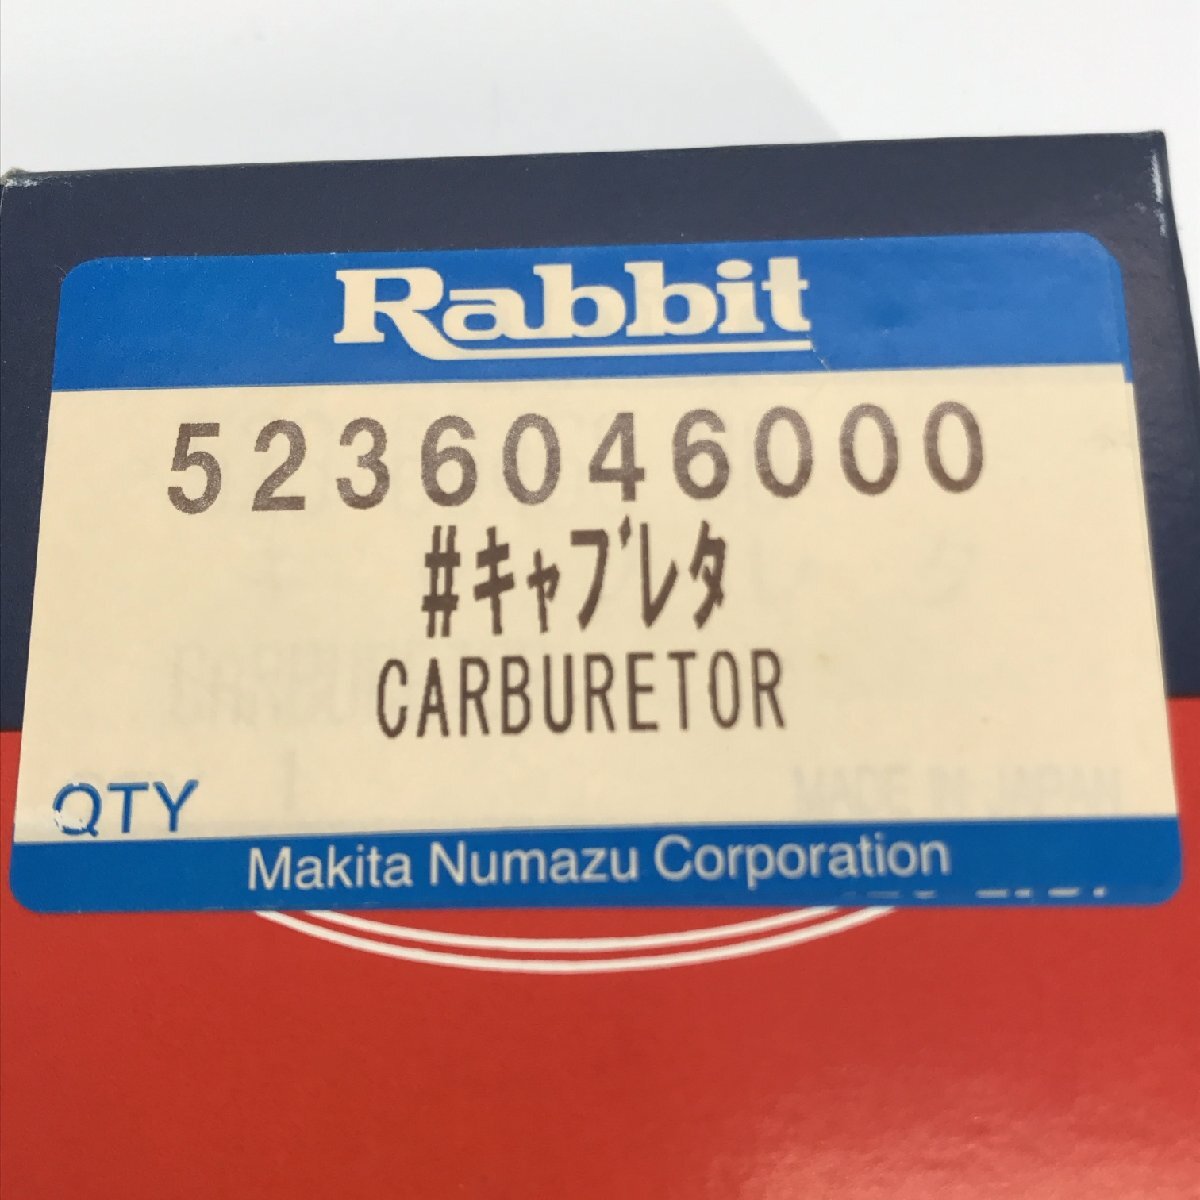 Rabbit
5236046000
#ｷｬﾌﾞﾚﾀ
CARBURETOR
QTY
Makita Numazu Corporation